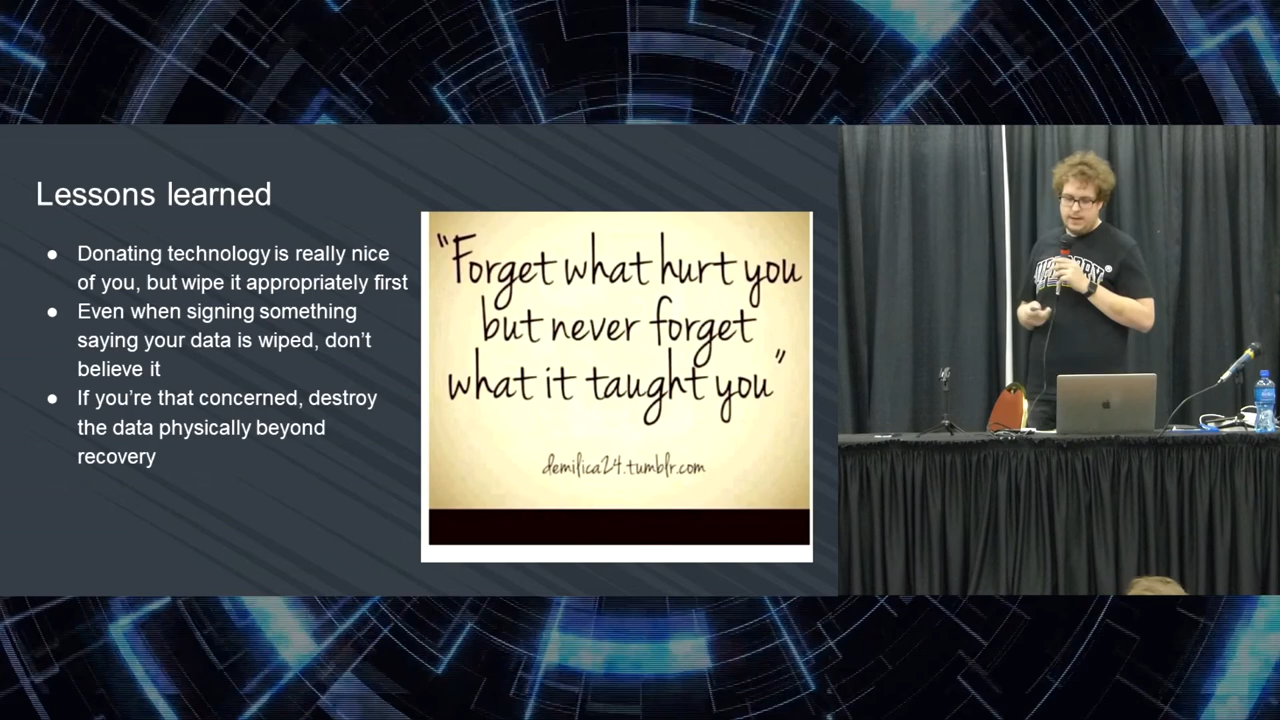 Lessons learned
Donating technology is really nice
of you, but wipe it appropriately first
Even when signing something
saying your data is wiped, don't
believe it
If you're that concerned, destroy
the data physically beyond
recovery
"Forget what hurt you
but never forget
what it taught you"
demilica24.tumblr.com